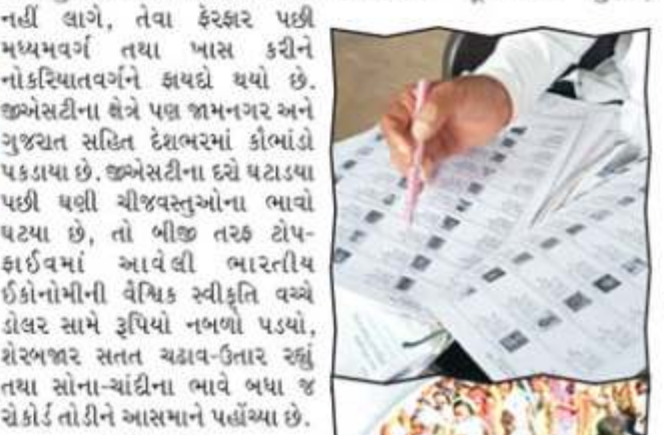 નહીં લાગે, તેવા ફેરફાર પછી
મધ્યમવર્ગ તથા ખાસ કરીને
નોકરિયાતવર્ગને ફાયદો થયો છે.
જીએસટીના ક્ષેત્રે પણ જામનગર અને
ગુજરાત સહિત દેશભરમાં કૌભાંડો
પકડાયા છે. જીએસટીના દરો ઘટાડયા
પછી ઘણી ચીજવસ્તુઓના ભાવો
ઘટયા છે, તો બીજી તરફ ટોપ-
ફાઈવમાં આવેલી ભારતીય
ઈકોનોમીની વૈશ્વિક સ્વીકૃતિ વચ્ચે
ડોલર સામે રૂપિયો નબળો પડયો,
શેરબજાર સતત ચઢાવ-ઉતાર રહ્યું
તથા સોના-ચાંદીના ભાવે બધા જ
રોકોર્ડ તોડીને આસમાને પહોંચ્યા છે.